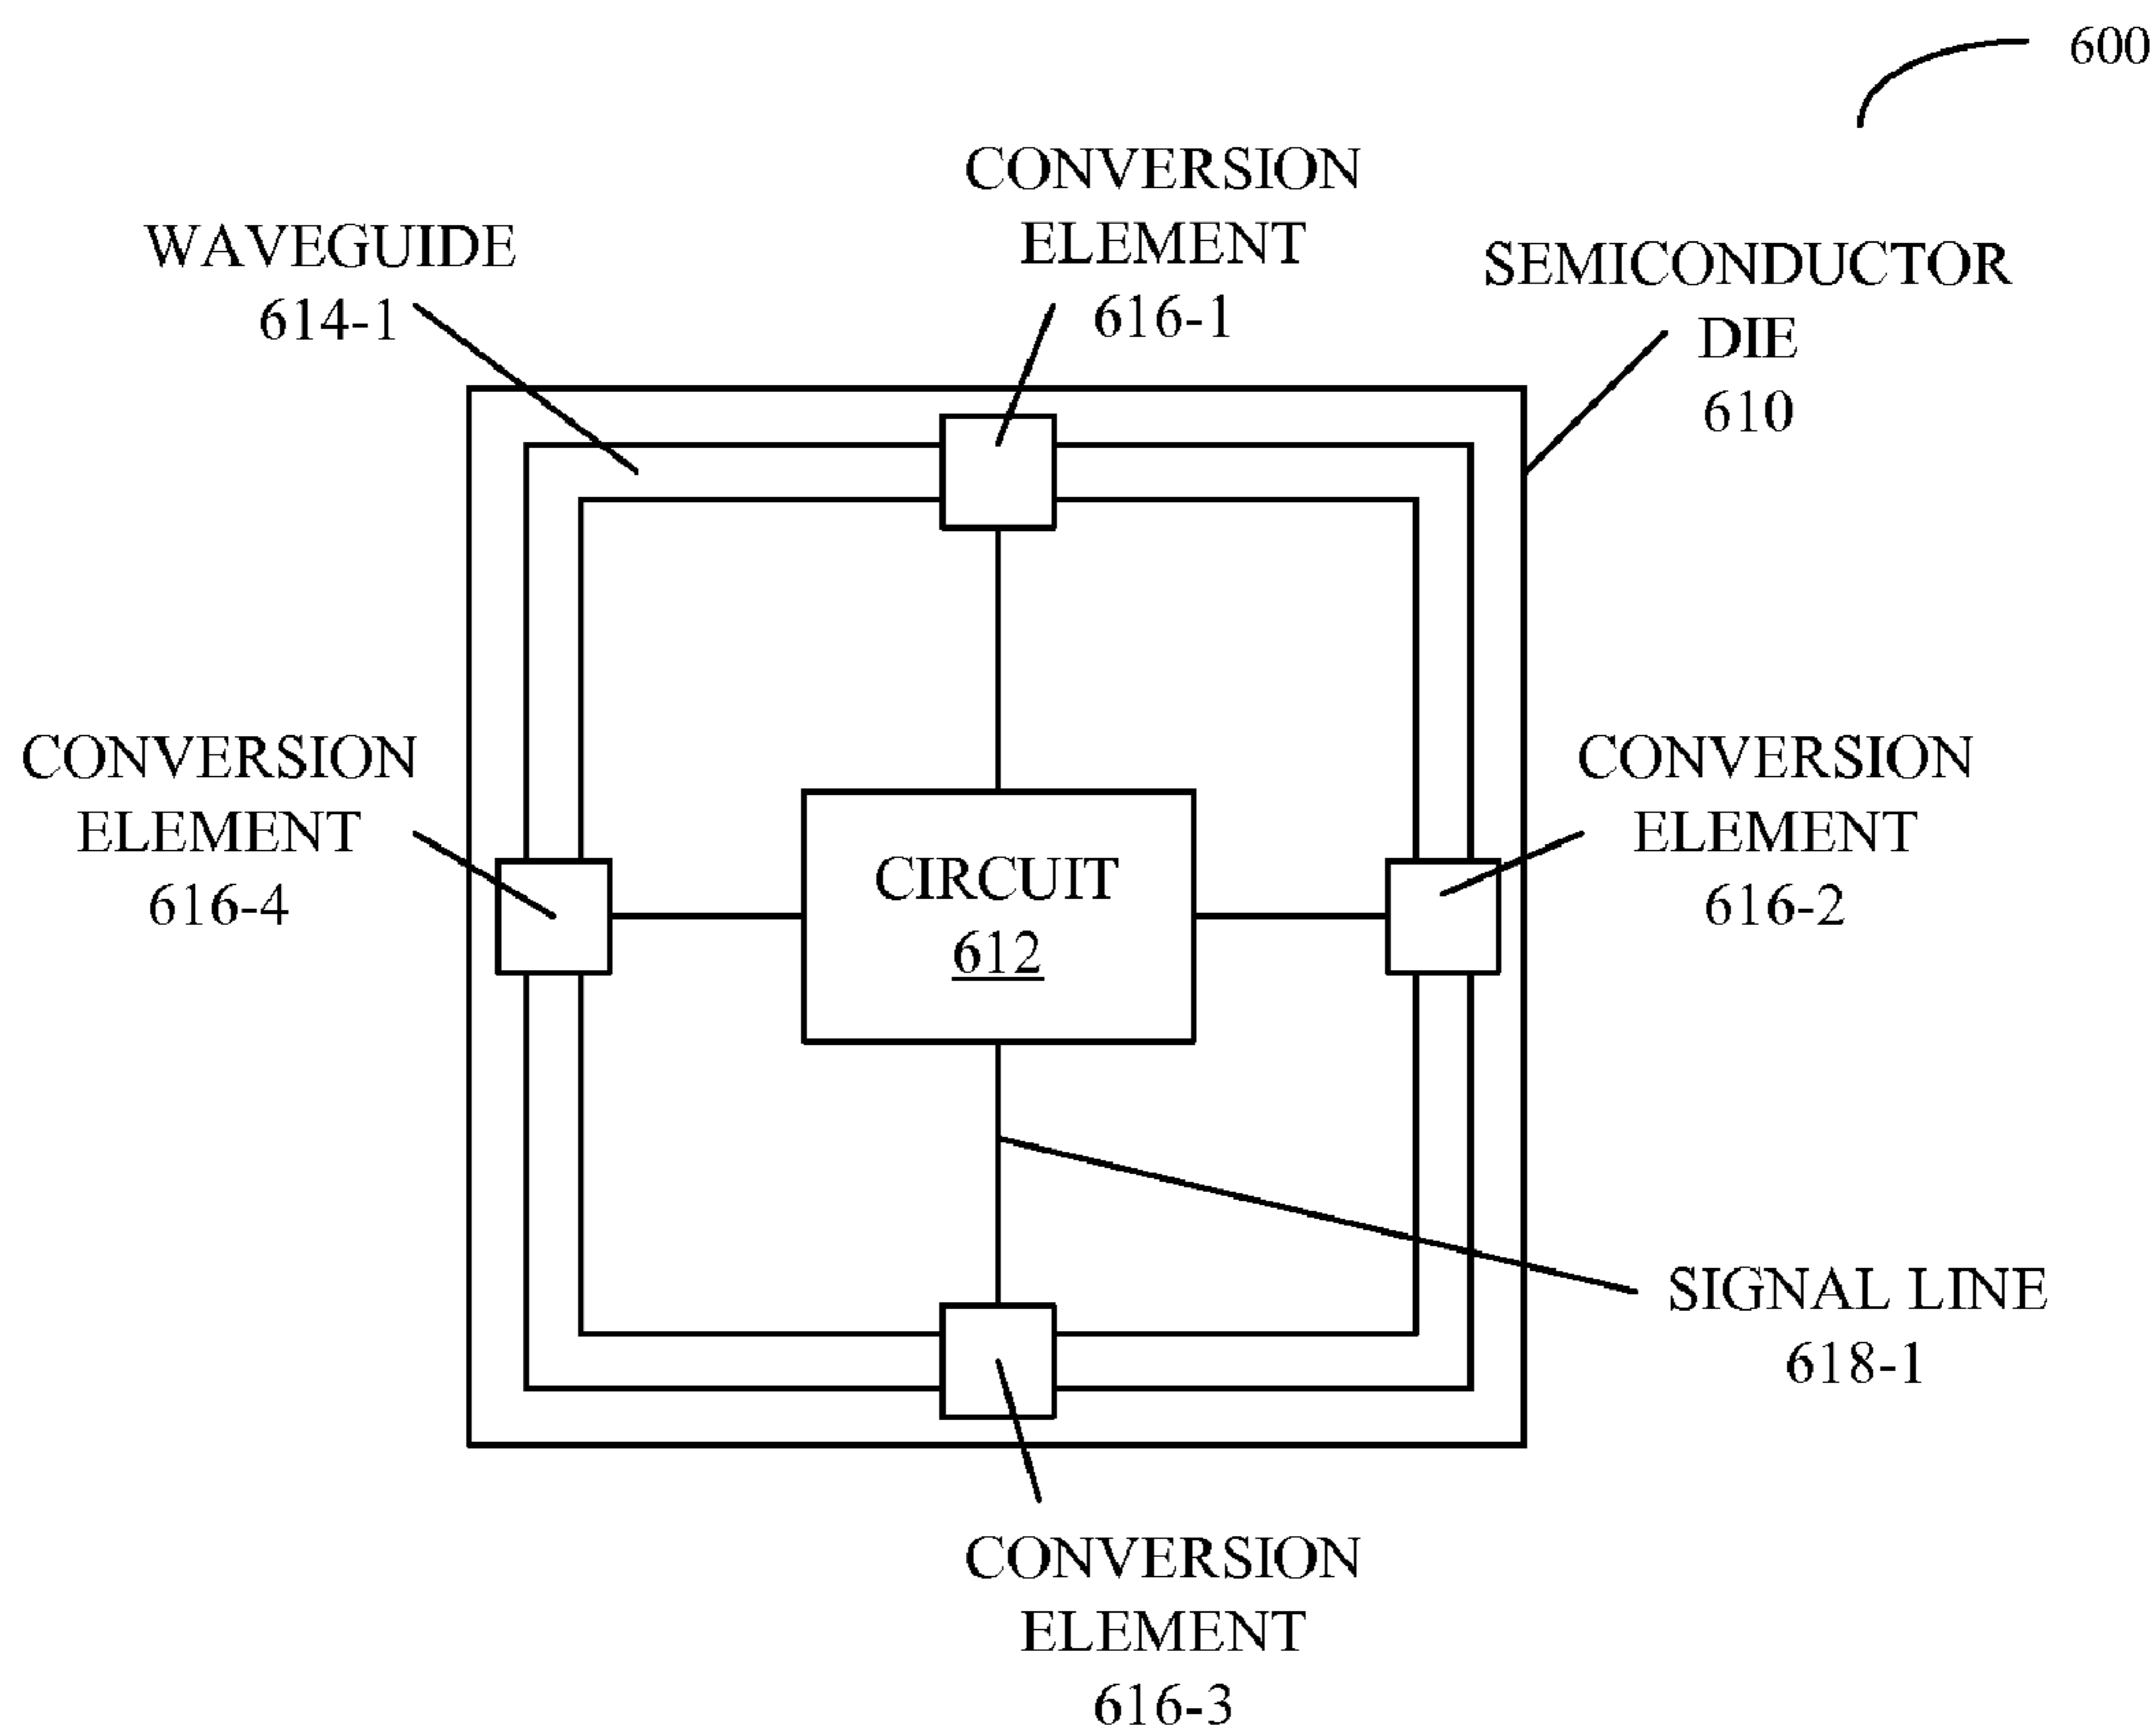 600
CONVERSION
ELEMENT
616-1
WAVEGUIDE
614-1
SEMICONDUCTOR
DIE
610
CONVERSION
ELEMENT
616-4
CIRCUIT
612
CONVERSION
ELEMENT
616-2
SIGNAL LINE
618-1
CONVERSION
ELEMENT
616-3